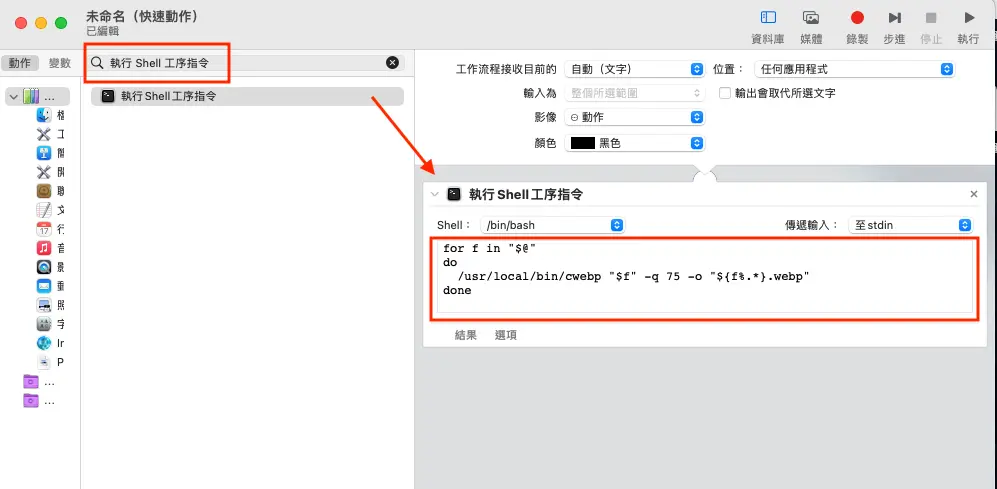 未命名（快速動作）
已編輯
資料庫
媒體
錄製
步進
停止
執行
動作
變數
執行 Shell 工序指令
工作流程接收目前的
自動（文字）
位置：
任何應用程式
輸入為
整個所選範圍
輸出會取代所選文字
影像
動作
顏色
黑色
...
工
簡
開
聯
文
行
音
影
動
照
字
In
P
...
...
執行 Shell 工序指令
執行 Shell 工序指令
Shell：
/bin/bash
傳遞輸入：
至 stdin
for f in "$@"
do
/usr/local/bin/cwebp "$f" -q 75 -o "${f%.*}.webp"
done
結果
選項